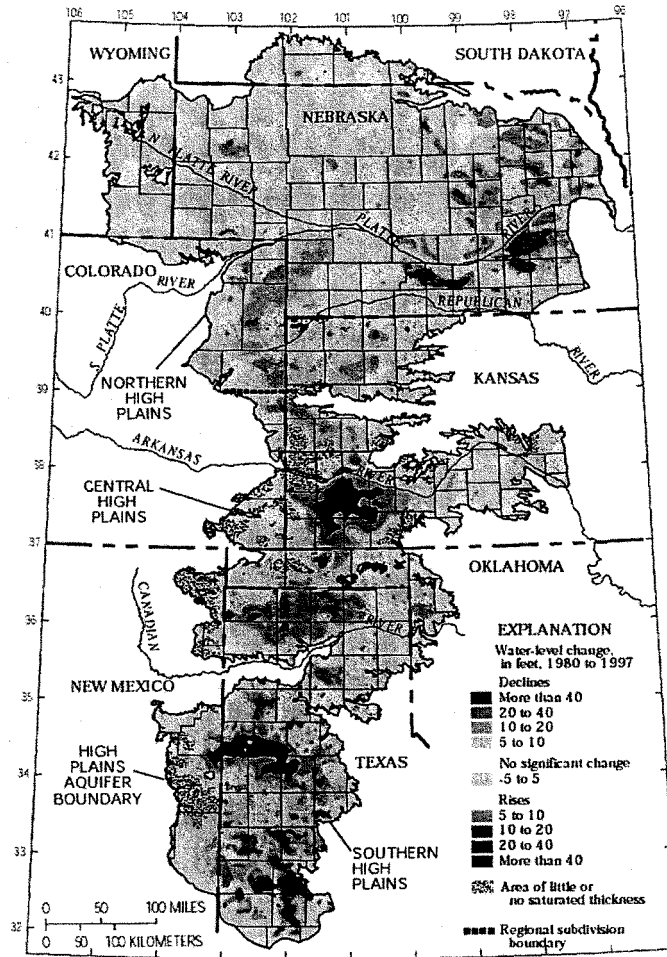 106 105 104 103 102 101 100 99 98 97 96
WYOMING
SOUTH DAKOTA
43
NEBRASKA
42
N PLATTE RIVER
PLATTE
RIVER
41
COLORADO
RIVER
REPUBLICAN
40
S PLATTE
RIVER
39
NORTHERN HIGH PLAINS
KANSAS
ARKANSAS
RIVER
38
CENTRAL
HIGH
PLAINS
37
OKLAHOMA
CANADIAN
36
RIVER
EXPLANATION
Water-level change,
in feet, 1980 to 1997
Declines
More than 40
20 to 40
10 to 20
5 to 10
No significant change
-5 to 5
Rises
5 to 10
10 to 20
20 to 40
More than 40
Area of little or
no saturated thickness
Regional subdivision
boundary
35
NEW MEXICO
HIGH
PLAINS
AQUIFER
BOUNDARY
34
TEXAS
33
SOUTHERN
HIGH
PLAINS
0 50 100 MILES
32
0 50 100 KILOMETERS